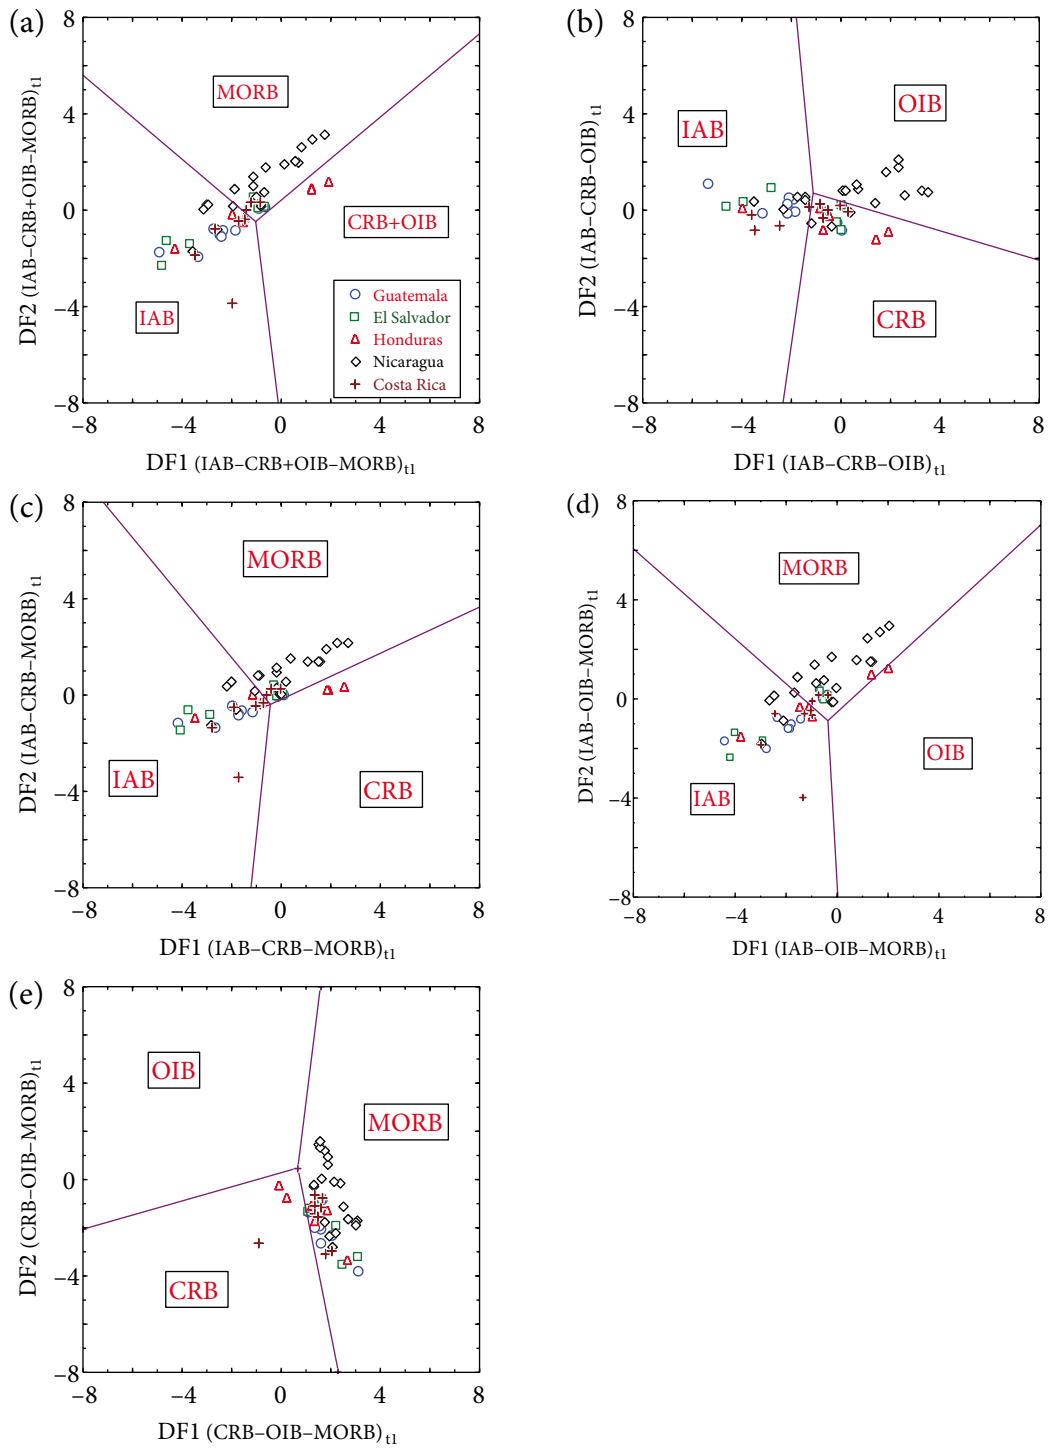 (a)
8
4
0
−4
−8
DF2 (IAB–CRB+OIB–MORB)t1
MORB
CRB+OIB
IAB
Guatemala
El Salvador
Honduras
Nicaragua
Costa Rica
−8
−4
0
4
8
DF1 (IAB–CRB+OIB–MORB)t1
(b)
8
4
0
−4
−8
DF2 (IAB–CRB–OIB)t1
OIB
IAB
CRB
−8
−4
0
4
8
DF1 (IAB–CRB–OIB)t1
(c)
8
4
0
−4
−8
DF2 (IAB–CRB–MORB)t1
MORB
IAB
CRB
−8
−4
0
4
8
DF1 (IAB–CRB–MORB)t1
(d)
8
4
0
−4
−8
DF2 (IAB–OIB–MORB)t1
MORB
OIB
IAB
−8
−4
0
4
8
DF1 (IAB–OIB–MORB)t1
(e)
8
4
0
−4
−8
DF2 (CRB–OIB–MORB)t1
OIB
MORB
CRB
−8
−4
0
4
8
DF1 (CRB–OIB–MORB)t1